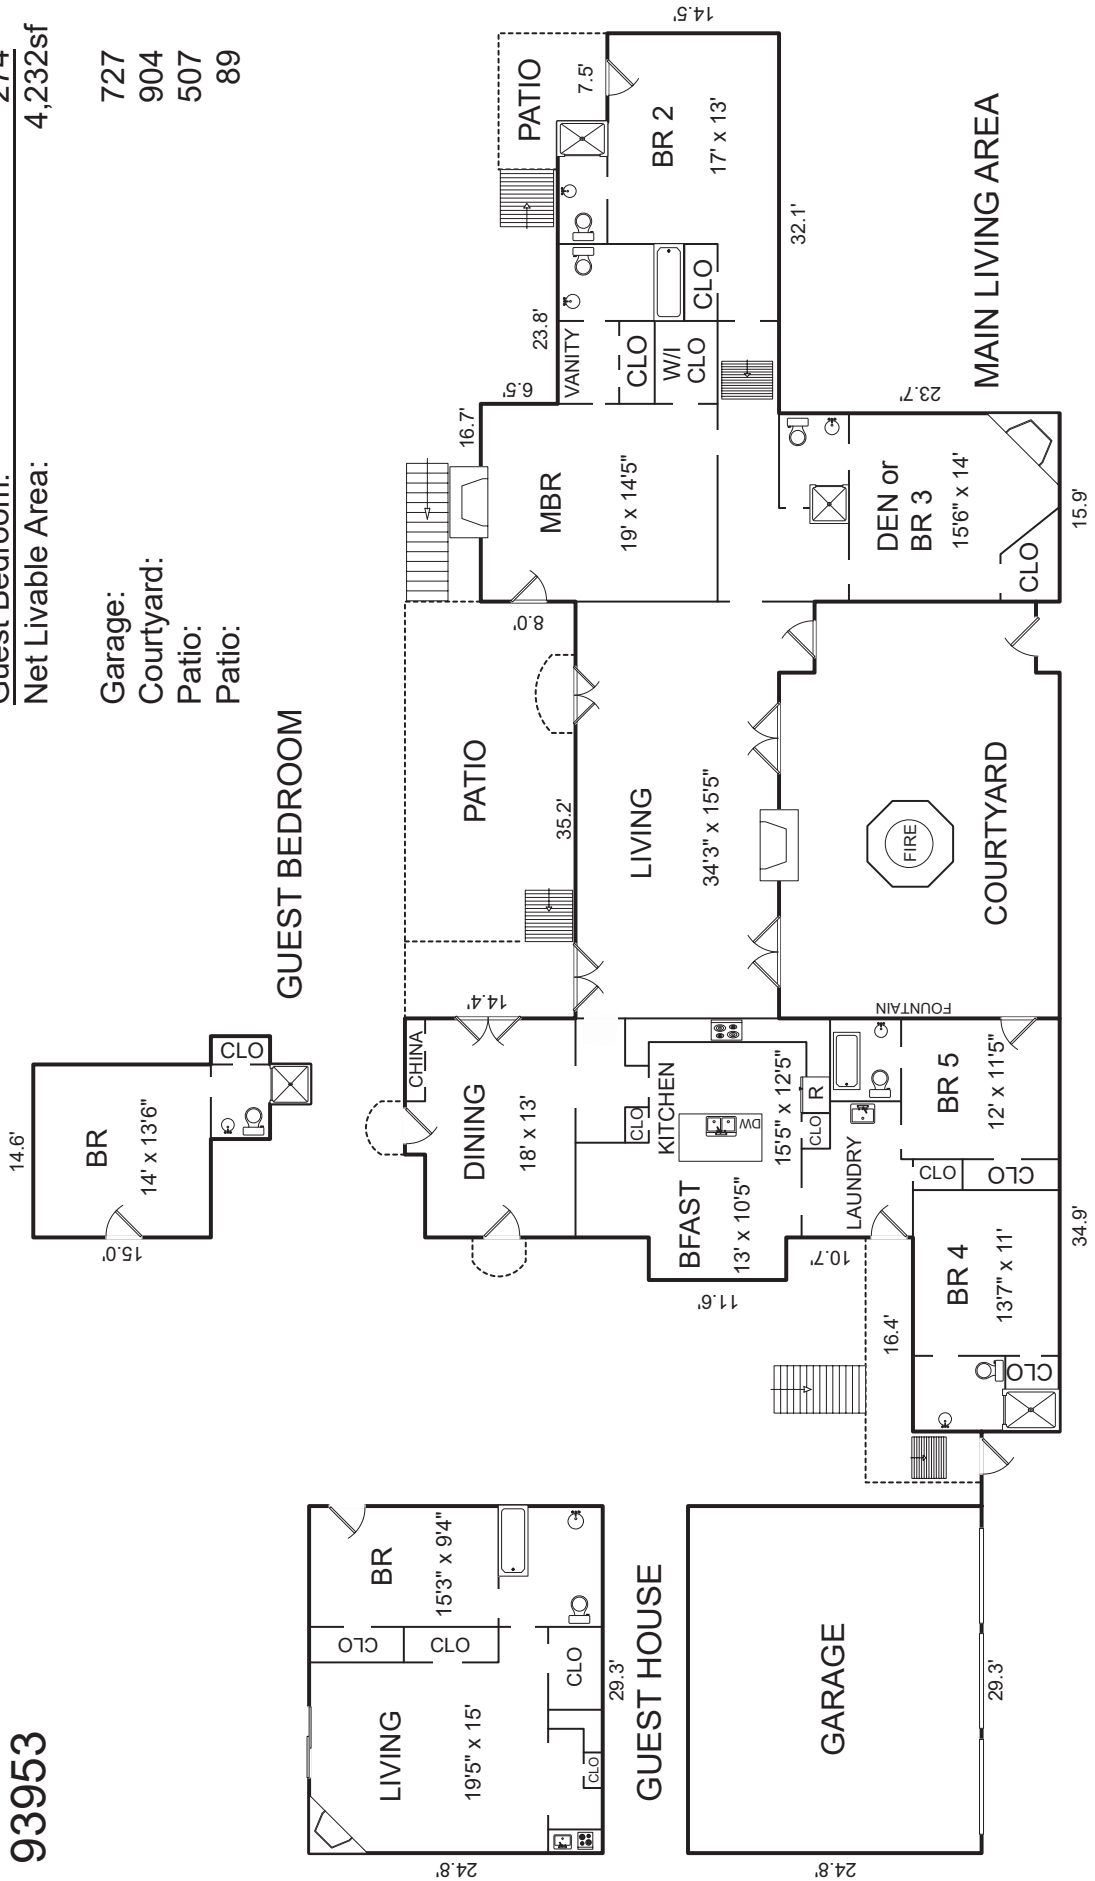 93953
Guest Bedroom: 274
Net Livable Area: 4,232sf
Garage: 727
Courtyard: 904
Patio: 507
Patio: 89
GUEST BEDROOM
14.6'
15.0'
BR
14' x 13'6"
CLO
GUEST HOUSE
24.8'
29.3'
LIVING
19'5" x 15'
CLO
CLO
BR
15'3" x 9'4"
CLO
CLO
GARAGE
24.8'
29.3'
MAIN LIVING AREA
PATIO
35.2'
14.4'
8.0'
CHINA
DINING
18' x 13'
LIVING
34'3" x 15'5"
MBR
19' x 14'5"
16.7'
6.5'
23.8'
VANITY
CLO
W/I
CLO
CLO
PATIO
7.5'
14.5'
BR 2
17' x 13'
32.1'
CLO
KITCHEN
15'5" x 12'5"
DW
R
CLO
BFAST
13' x 10'5"
11.6'
10.7'
LAUNDRY
16.4'
BR 4
13'7" x 11'
CLO
CLO
CLO
BR 5
12' x 11'5"
34.9'
FOUNTAIN
FIRE
COURTYARD
DEN or
BR 3
15'6" x 14'
CLO
23.7'
15.9'